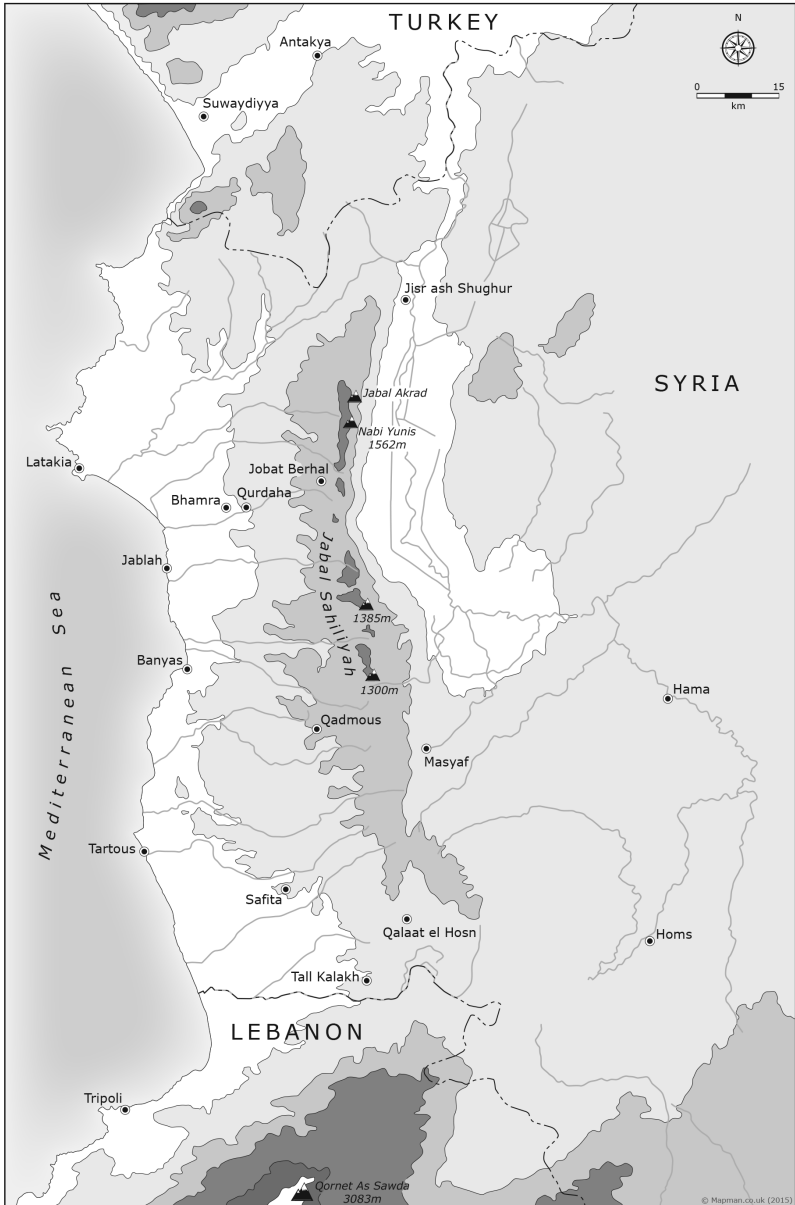 TURKEY
N
Antakya
0 15
km
Suwaydiyya
Jisr ash Shughur
SYRIA
Jabal Akrad
Nabi Yunis
1562m
Latakia
Jobat Berhal
Bhamra
Qurdaha
Jablah
Jabal Sahiliyah
Mediterranean Sea
1385m
Banyas
1300m
Hama
Qadmous
Masyaf
Tartous
Safita
Qalaat el Hosn
Homs
Tall Kalakh
LEBANON
Tripoli
Qornet As Sawda
3083m
© Mapman.co.uk (2015)